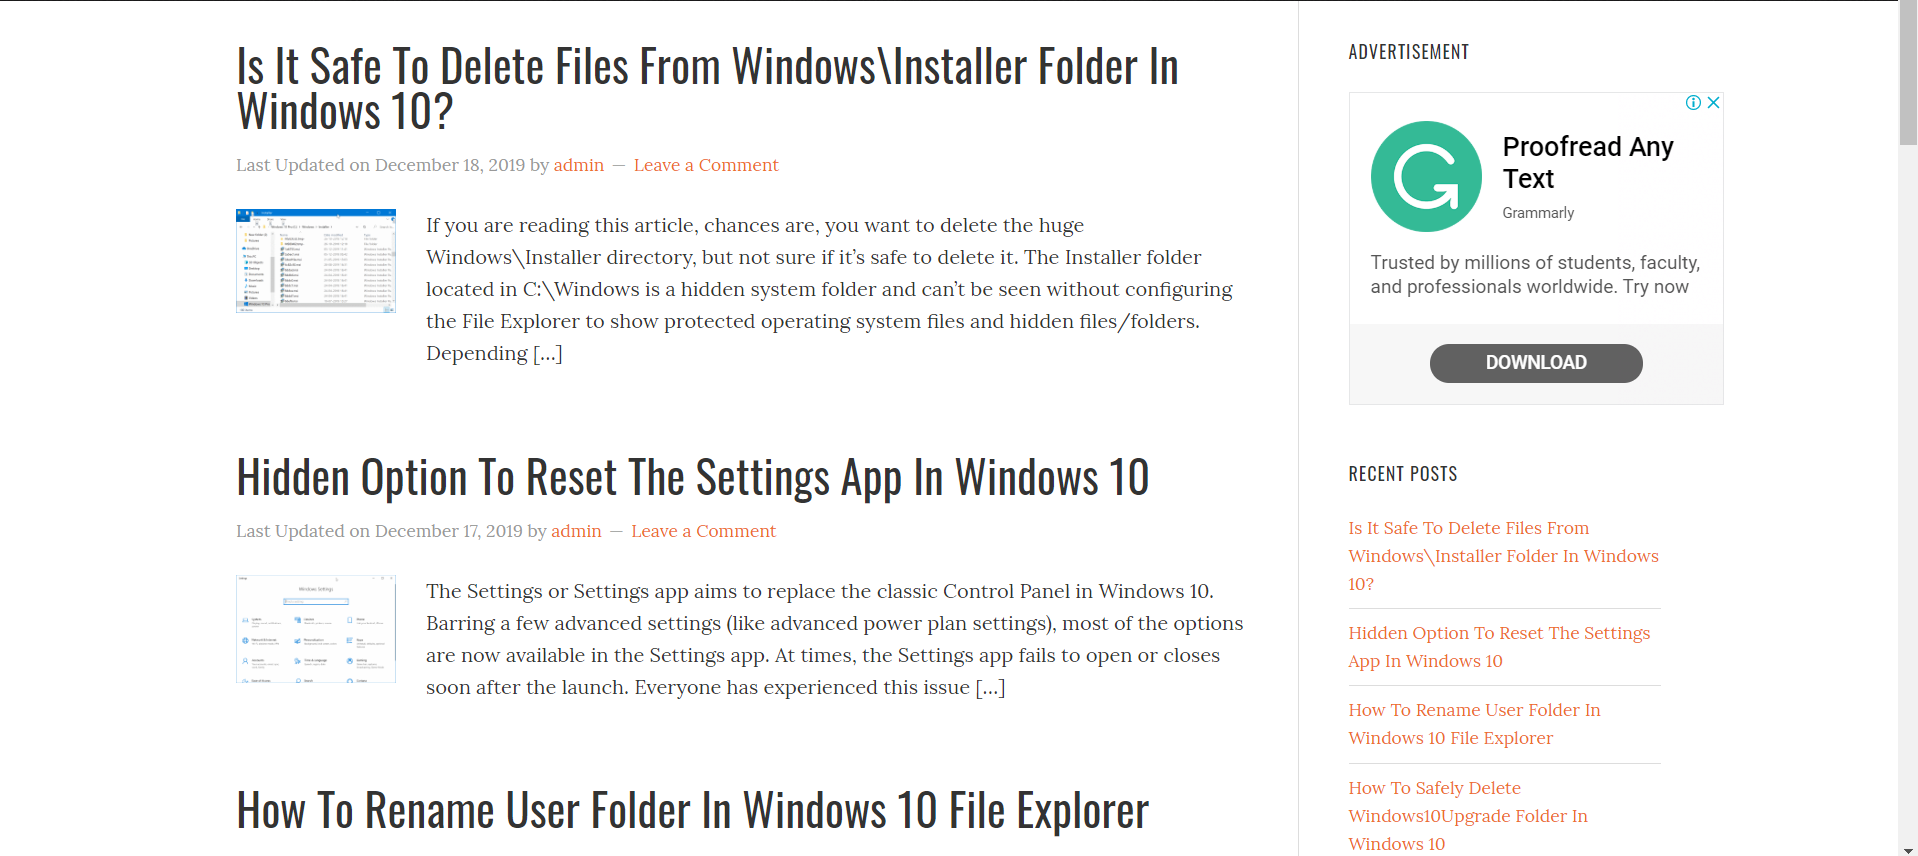 Is It Safe To Delete Files From Windows\Installer Folder In
Windows 10?
Last Updated on December 18, 2019 by admin — Leave a Comment
If you are reading this article, chances are, you want to delete the huge
Windows\Installer directory, but not sure if it’s safe to delete it. The Installer folder
located in C:\Windows is a hidden system folder and can’t be seen without configuring
the File Explorer to show protected operating system files and hidden files/folders.
Depending […]
Hidden Option To Reset The Settings App In Windows 10
Last Updated on December 17, 2019 by admin — Leave a Comment
Windows Settings
The Settings or Settings app aims to replace the classic Control Panel in Windows 10.
Barring a few advanced settings (like advanced power plan settings), most of the options
are now available in the Settings app. At times, the Settings app fails to open or closes
soon after the launch. Everyone has experienced this issue […]
How To Rename User Folder In Windows 10 File Explorer
ADVERTISEMENT
Proofread Any
Text
Grammarly
Trusted by millions of students, faculty,
and professionals worldwide. Try now
DOWNLOAD
RECENT POSTS
Is It Safe To Delete Files From
Windows\Installer Folder In Windows
10?
Hidden Option To Reset The Settings
App In Windows 10
How To Rename User Folder In
Windows 10 File Explorer
How To Safely Delete
Windows10Upgrade Folder In
Windows 10